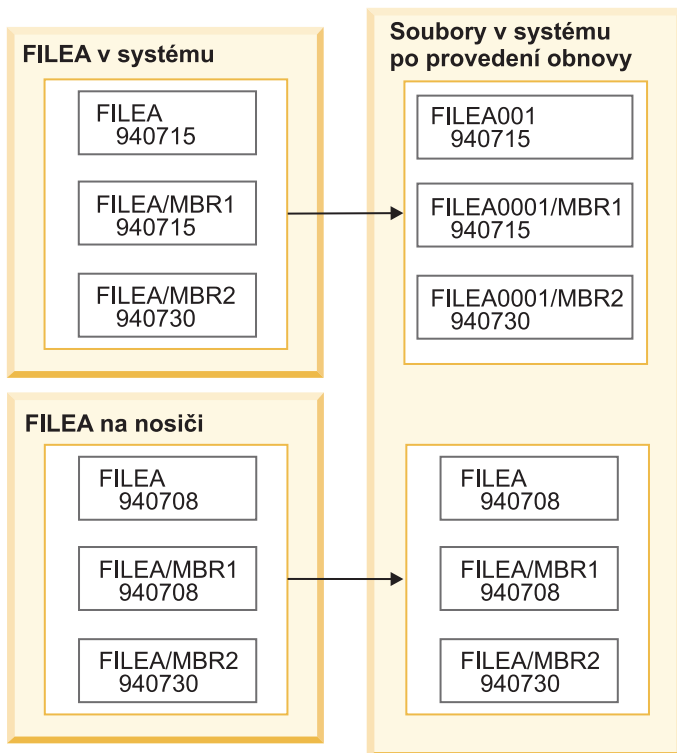 FILEA v systému
FILEA
940715
FILEA/MBR1
940715
FILEA/MBR2
940730
Soubory v systému
po provedení obnovy
FILEA001
940715
FILEA0001/MBR1
940715
FILEA0001/MBR2
940730
FILEA na nosiči
FILEA
940708
FILEA/MBR1
940708
FILEA/MBR2
940730
FILEA
940708
FILEA/MBR1
940708
FILEA/MBR2
940730